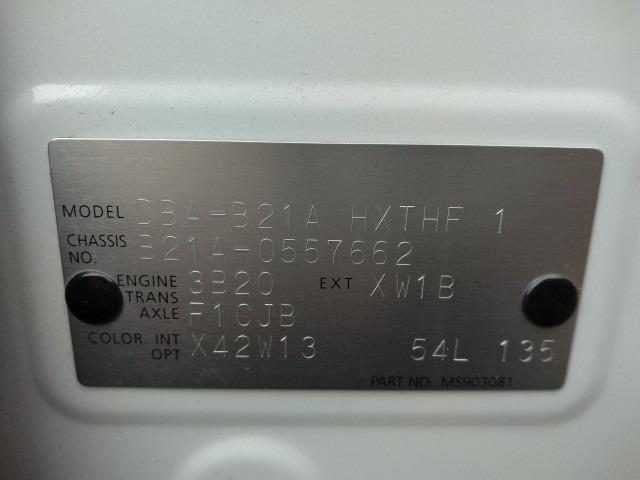 MODEL DBA-B21A HXTHF 1
CHASSIS NO. B21A-0557662
ENGINE 3B20 EXT XW1B
TRANS AXLE F1CJB
COLOR. INT OPT X42W13 54L 135
PART NO.: MS903081